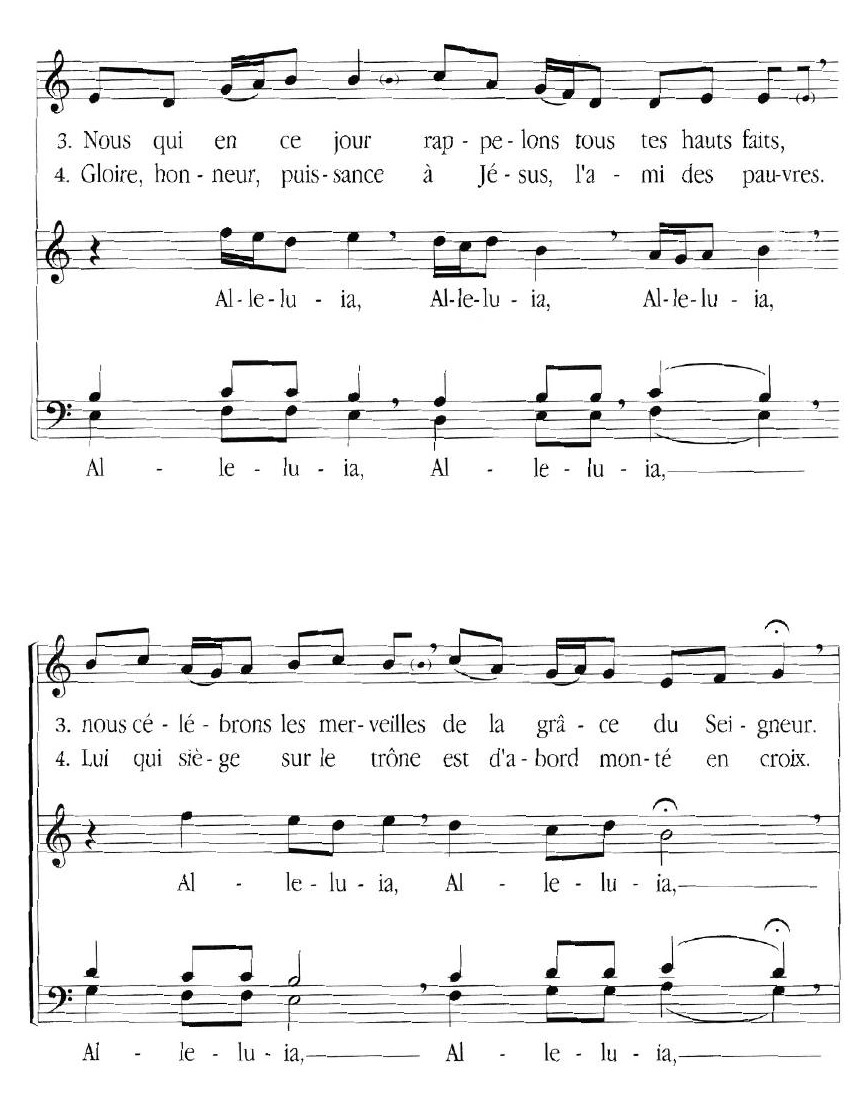 3. Nous qui en ce jour rap - pe - lons tous tes hauts faits,
4. Gloire, hon - neur, puis - sance à Jé - sus, l'a - mi des pau-vres.
Al - le - lu - ia, Al - le - lu - ia, Al - le - lu - ia,
Al - le - lu - ia, Al - le - lu - ia,
3. nous cé - lé - brons les mer - veilles de la grâ - ce du Sei - gneur.
4. Lui qui siè - ge sur le trône est d'a - bord mon - té en croix.
Al - le - lu - ia, Al - le - lu - ia,
Al - le - lu - ia, Al - le - lu - ia,